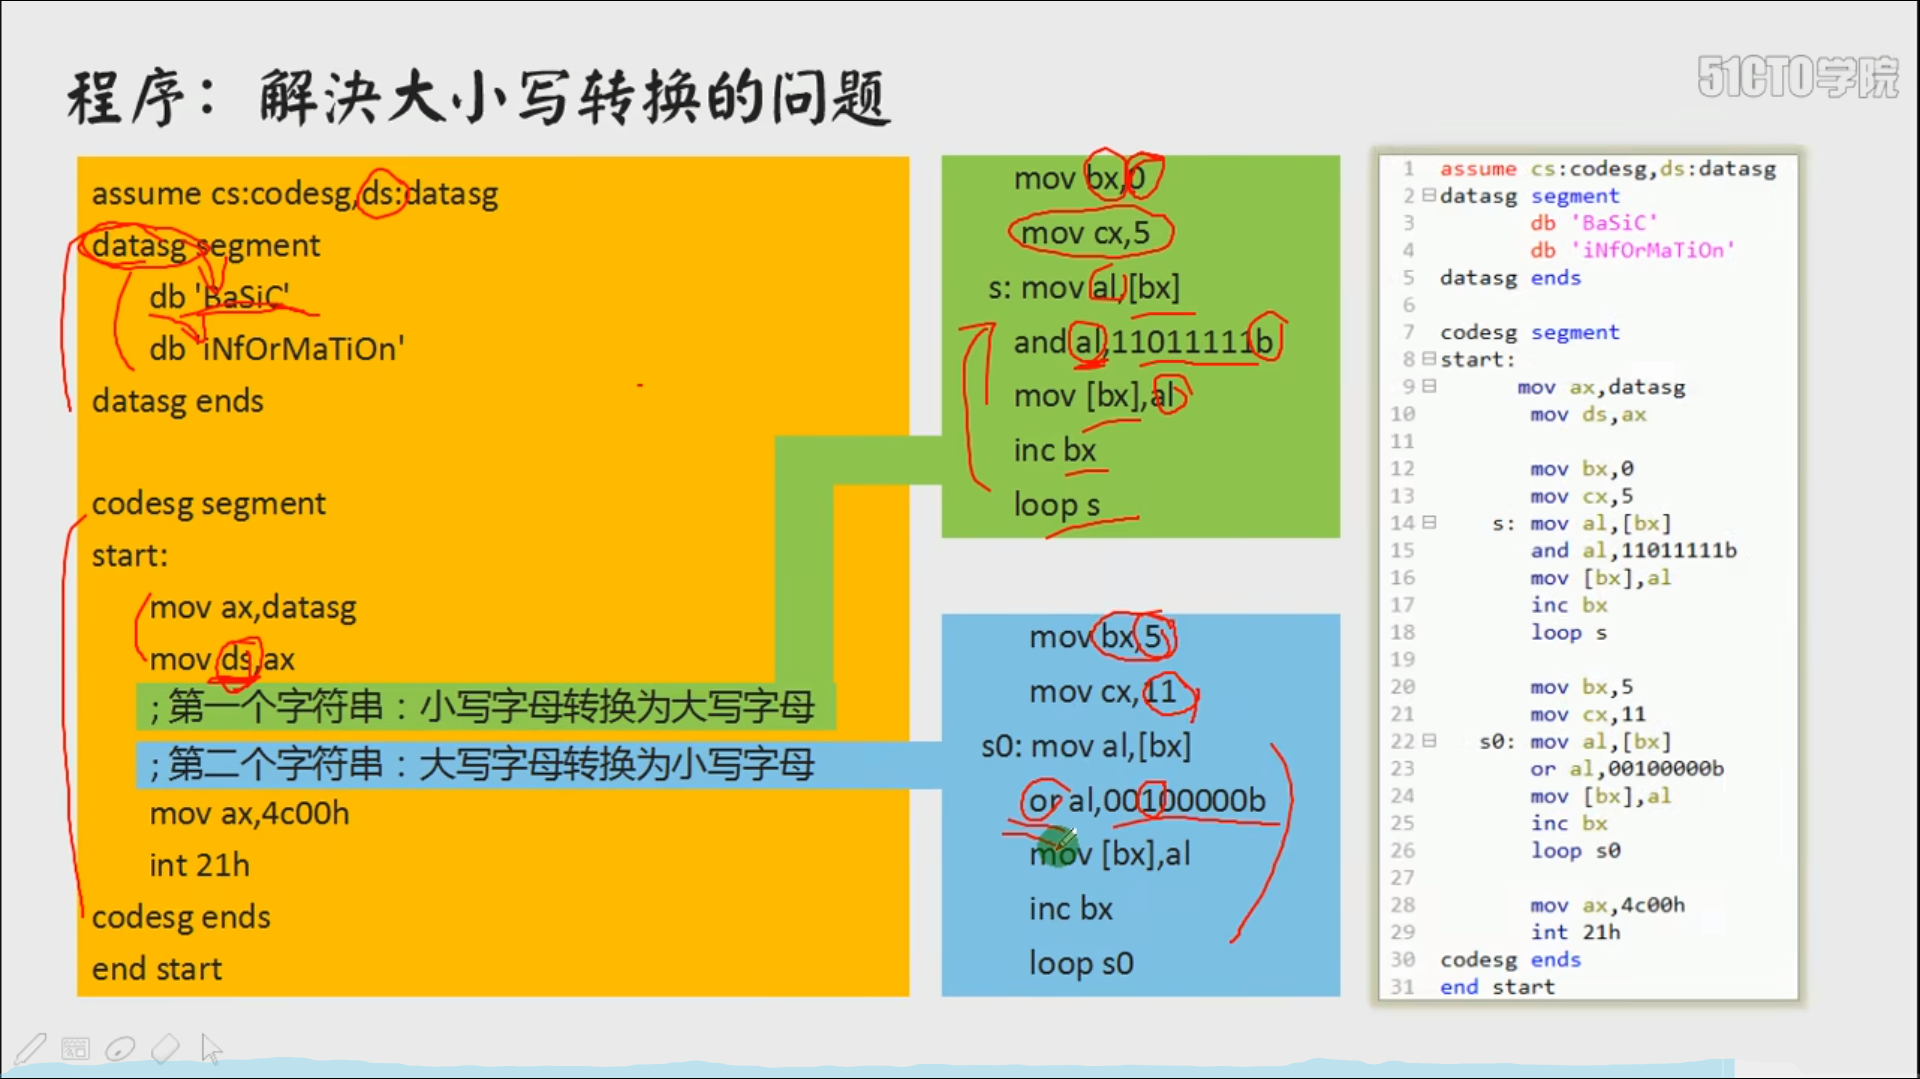 程序：解决大小写转换的问题
51CTO学院
assume cs:codesg,ds:datasg
datasg segment
db 'BaSiC'
db 'iNfOrMaTiOn'
datasg ends
codesg segment
start:
mov ax,datasg
mov ds,ax
; 第一个字符串：小写字母转换为大写字母
; 第二个字符串：大写字母转换为小写字母
mov ax,4c00h
int 21h
codesg ends
end start
mov bx,0
mov cx,5
s: mov al,[bx]
and al,11011111b
mov [bx],al
inc bx
loop s
mov bx,5
mov cx,11
s0: mov al,[bx]
or al,00100000b
mov [bx],al
inc bx
loop s0
1 assume cs:codesg,ds:datasg
2 datasg segment
3 db 'BaSiC'
4 db 'iNfOrMaTiOn'
5 datasg ends
6
7 codesg segment
8 start:
9 mov ax,datasg
10 mov ds,ax
11
12 mov bx,0
13 mov cx,5
14 s: mov al,[bx]
15 and al,11011111b
16 mov [bx],al
17 inc bx
18 loop s
19
20 mov bx,5
21 mov cx,11
22 s0: mov al,[bx]
23 or al,00100000b
24 mov [bx],al
25 inc bx
26 loop s0
27
28 mov ax,4c00h
29 int 21h
30 codesg ends
31 end start